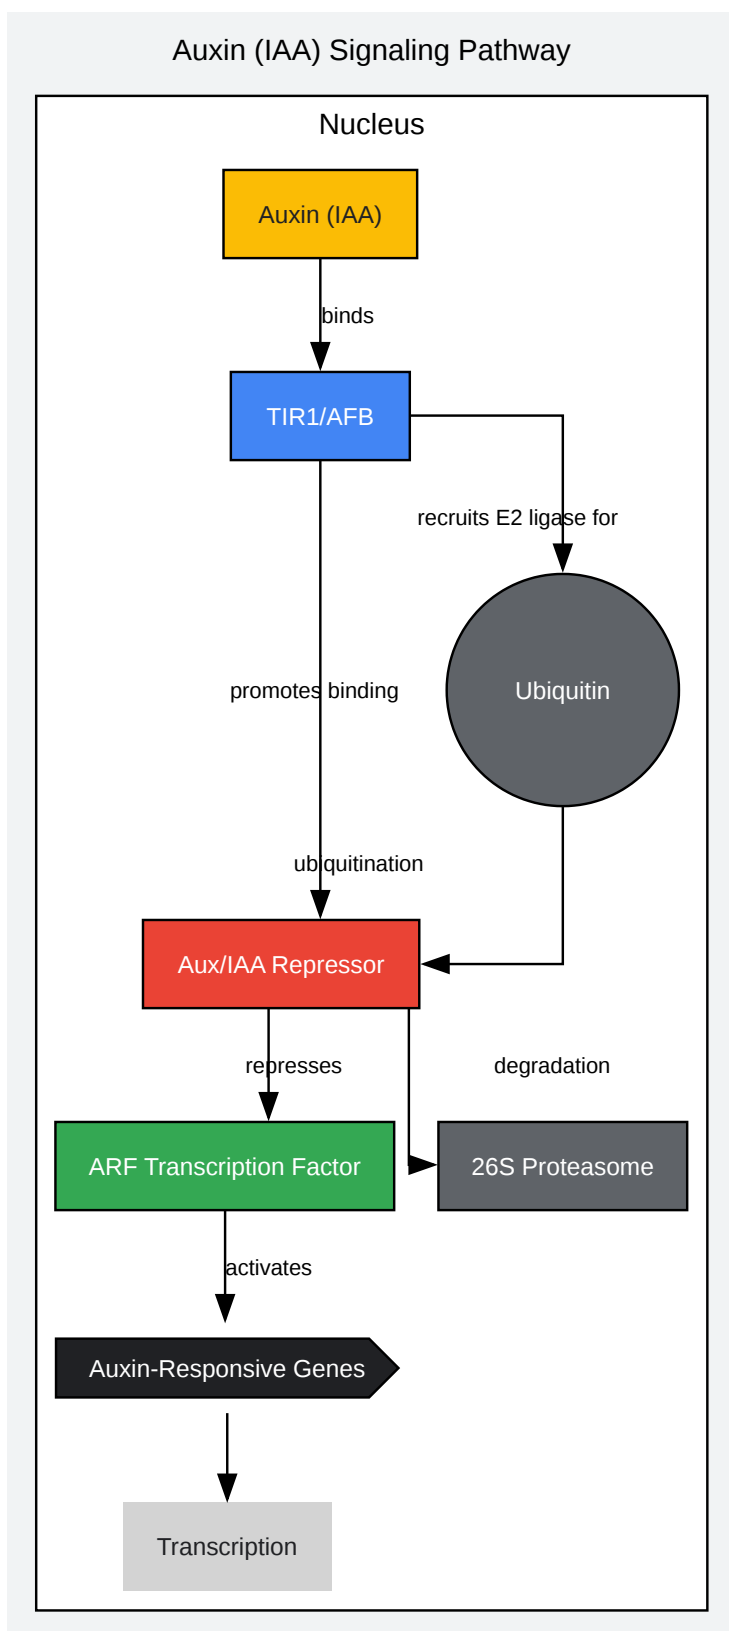 Auxin (IAA) Signaling Pathway
Nucleus
Auxin (IAA)
binds
TIR1/AFB
recruits E2 ligase for
promotes binding
Ubiquitin
ubiquitination
Aux/IAA Repressor
represses
degradation
ARF Transcription Factor
26S Proteasome
activates
Auxin-Responsive Genes
Transcription